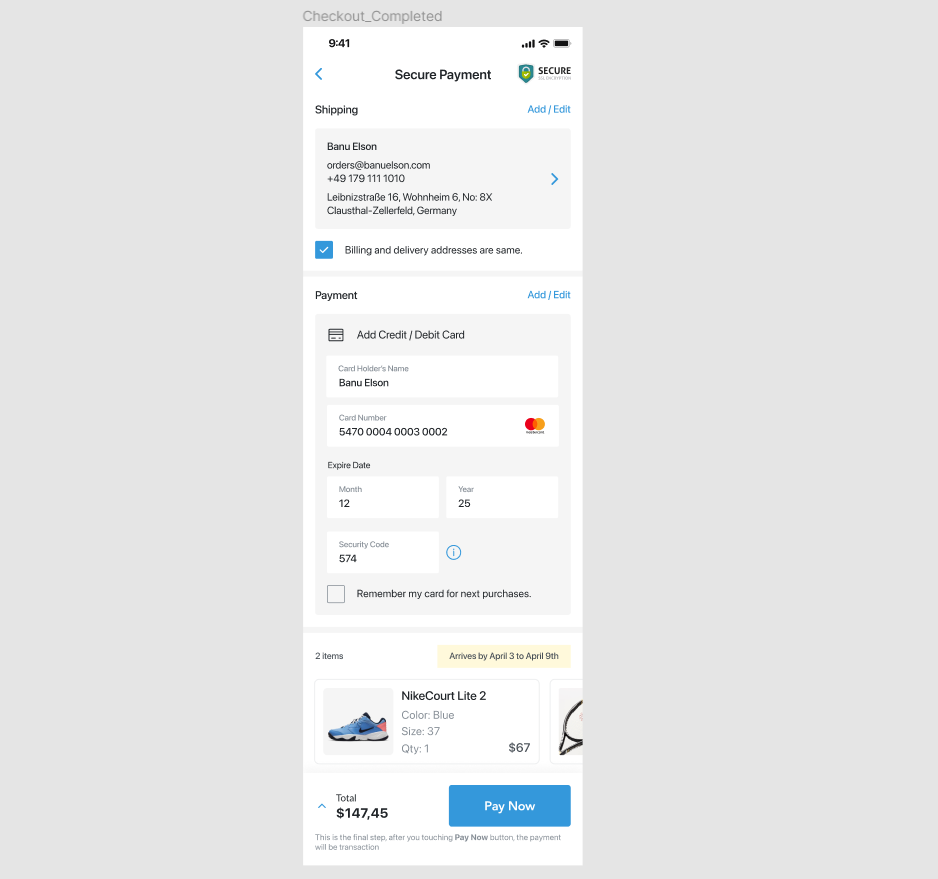 Checkout_Completed
9:41
Secure Payment
SECURE
SSL ENCRYPTION
Shipping
Add / Edit
Banu Elson
orders@banuelson.com
+49 179 111 1010
Leibnizstraße 16, Wohnheim 6, No: 8X
Clausthal-Zellerfeld, Germany
Billing and delivery addresses are same.
Payment
Add / Edit
Add Credit / Debit Card
Card Holder's Name
Banu Elson
Card Number
5470 0004 0003 0002
mastercard
Expire Date
Month
12
Year
25
Security Code
574
Remember my card for next purchases.
2 items
Arrives by April 3 to April 9th
NikeCourt Lite 2
Color: Blue
Size: 37
Qty: 1
$67
Total
$147,45
Pay Now
This is the final step, after you touching Pay Now button, the payment
will be transaction